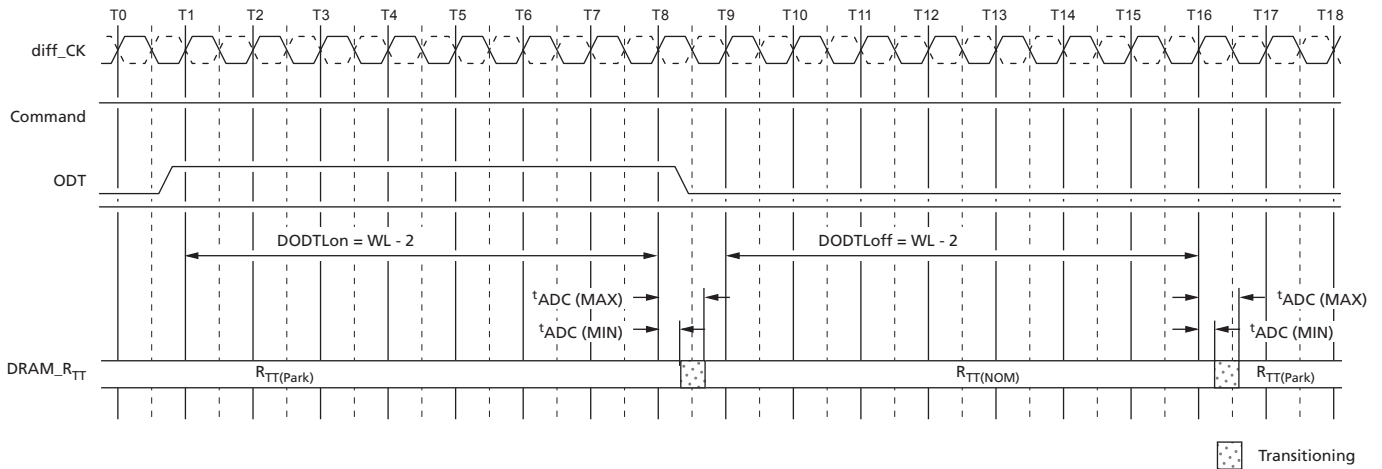 T0 T1 T2 T3 T4 T5 T6 T7 T8 T9 T10 T11 T12 T13 T14 T15 T16 T17 T18
diff_CK
Command
ODT
DODTLon = WL - 2 DODTLoff = WL - 2
tADC (MAX) tADC (MAX)
tADC (MIN) tADC (MIN)
DRAM_RTT RTT(Park) RTT(NOM) RTT(Park)
Transitioning